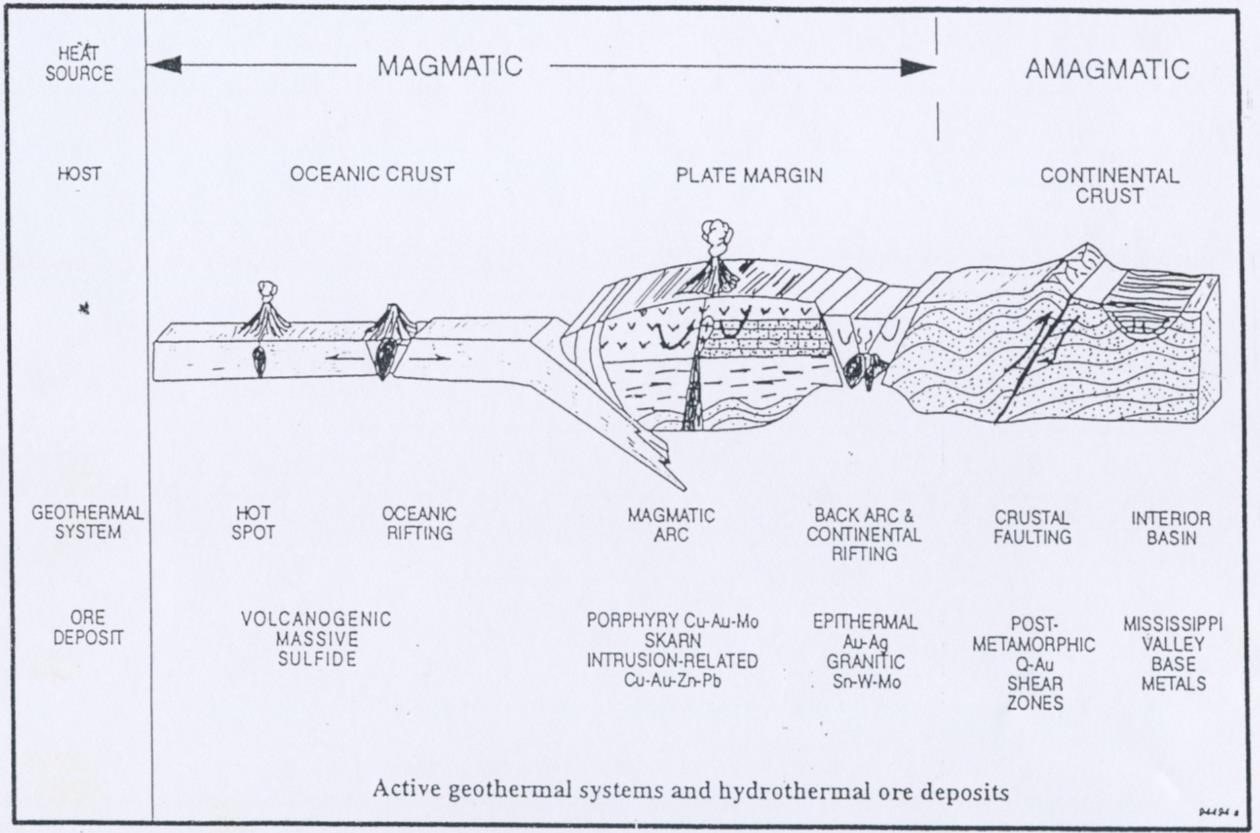 HEAT
SOURCE
MAGMATIC
AMAGMATIC
HOST
OCEANIC CRUST
PLATE MARGIN
CONTINENTAL
CRUST
GEOTHERMAL
SYSTEM
HOT
SPOT
OCEANIC
RIFTING
MAGMATIC
ARC
BACK ARC &
CONTINENTAL
RIFTING
CRUSTAL
FAULTING
INTERIOR
BASIN
ORE
DEPOSIT
VOLCANOGENIC
MASSIVE
SULFIDE
PORPHYRY Cu-Au-Mo
SKARN
INTRUSION-RELATED
Cu-Au-Zn-Pb
EPITHERMAL
Au-Ag
GRANITIC
Sn-W-Mo
POST-
METAMORPHIC
Q-Au
SHEAR
ZONES
MISSISSIPPI
VALLEY
BASE
METALS
Active geothermal systems and hydrothermal ore deposits